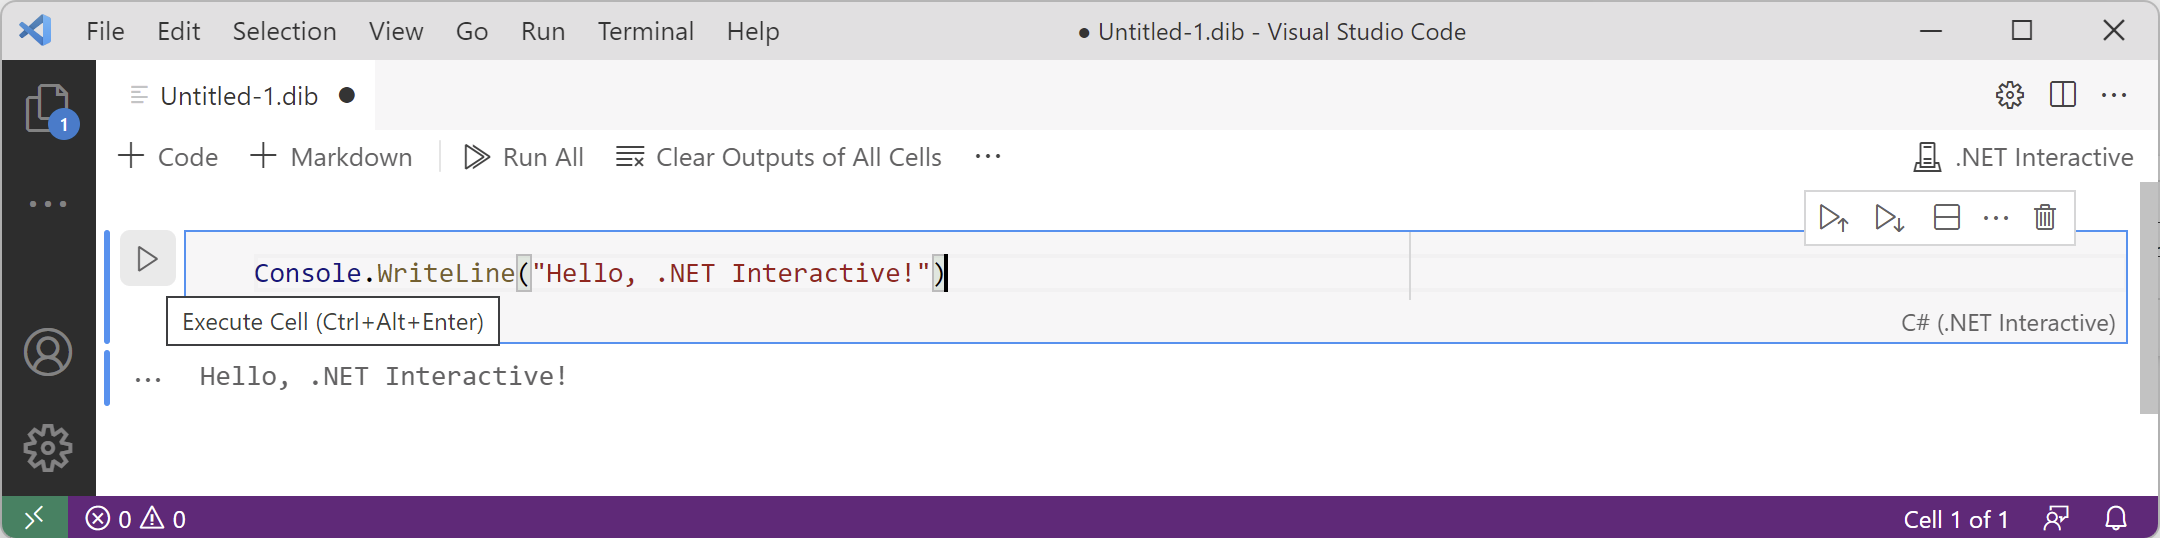 File Edit Selection View Go Run Terminal Help ● Untitled-1.dib - Visual Studio Code
1
Untitled-1.dib ●
Code Markdown Run All Clear Outputs of All Cells ··· .NET Interactive
Console.WriteLine("Hello, .NET Interactive!")
Execute Cell (Ctrl+Alt+Enter)
C# (.NET Interactive)
··· Hello, .NET Interactive!
0 0 Cell 1 of 1